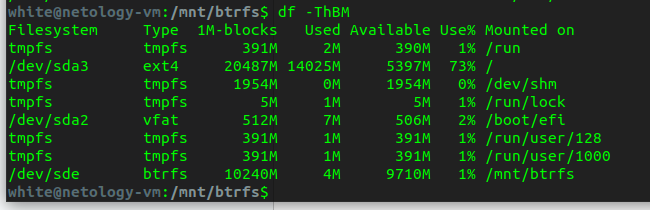 white@netology-vm:/mnt/btrfs$ df -ThBM
Filesystem     Type  1M-blocks   Used Available Use% Mounted on
tmpfs          tmpfs      391M     2M      390M   1% /run
/dev/sda3      ext4     20487M 14025M     5397M  73% /
tmpfs          tmpfs     1954M     0M     1954M   0% /dev/shm
tmpfs          tmpfs        5M     1M        5M   1% /run/lock
/dev/sda2      vfat       512M     7M      506M   2% /boot/efi
tmpfs          tmpfs      391M     1M      391M   1% /run/user/128
tmpfs          tmpfs      391M     1M      391M   1% /run/user/1000
/dev/sde       btrfs    10240M     4M     9710M   1% /mnt/btrfs
white@netology-vm:/mnt/btrfs$